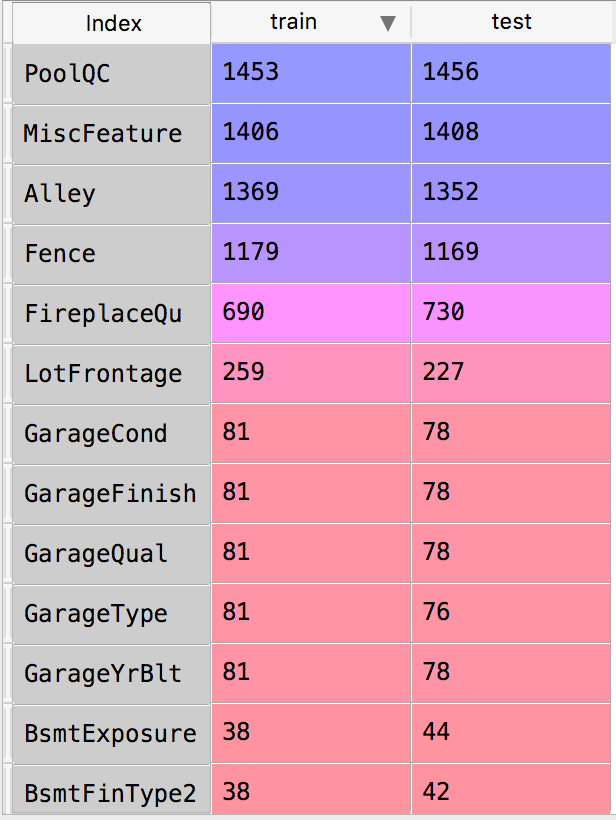 Index train test
PoolQC 1453 1456
MiscFeature 1406 1408
Alley 1369 1352
Fence 1179 1169
FireplaceQu 690 730
LotFrontage 259 227
GarageCond 81 78
GarageFinish 81 78
GarageQual 81 78
GarageType 81 76
GarageYrBlt 81 78
BsmtExposure 38 44
BsmtFinType2 38 42